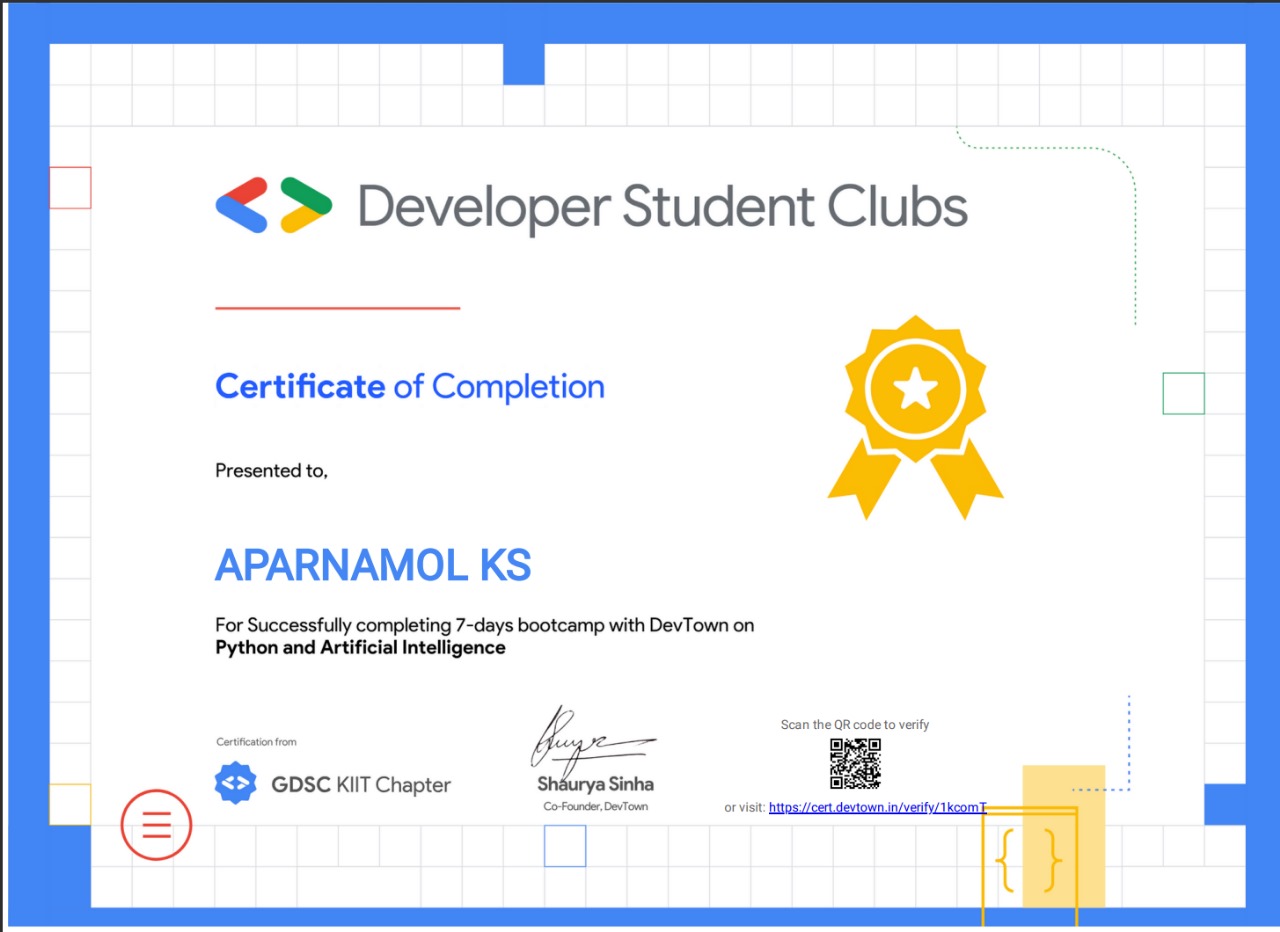 Developer Student Clubs
Certificate of Completion
Presented to,
APARNAMOL KS
For Successfully completing 7-days bootcamp with DevTown on
Python and Artificial Intelligence
Certification from
GDSC KIIT Chapter
Shaurya Sinha
Co-Founder, DevTown
Scan the QR code to verify
or visit: https://cert.devtown.in/verify/1kcomT
{ }